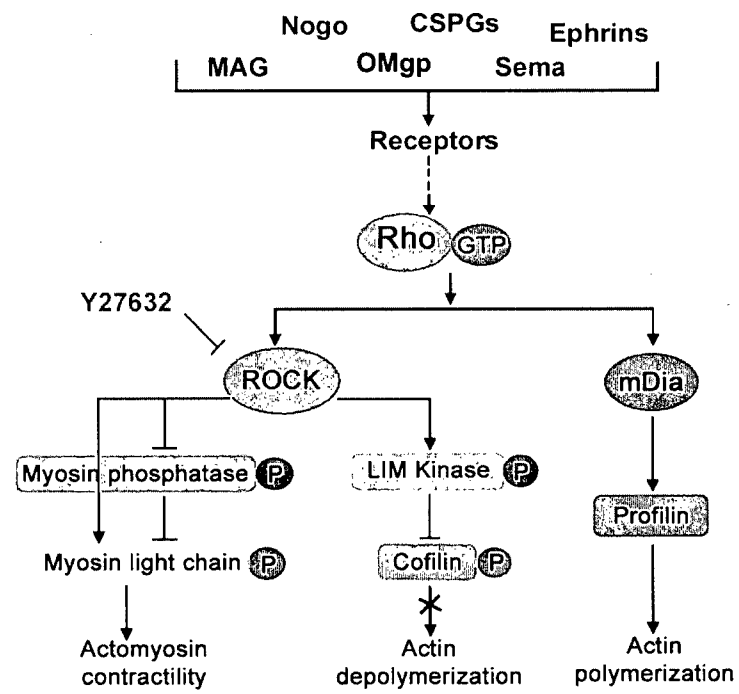 Nogo CSPGs Ephrins
MAG OMgp Sema
Receptors
Rho GTP
Y27632
ROCK mDia
Myosin phosphatase P LIM Kinase P
Profilin
Myosin light chain P Cofilin P
Actomyosin
contractility
Actin
depolymerization
Actin
polymerization